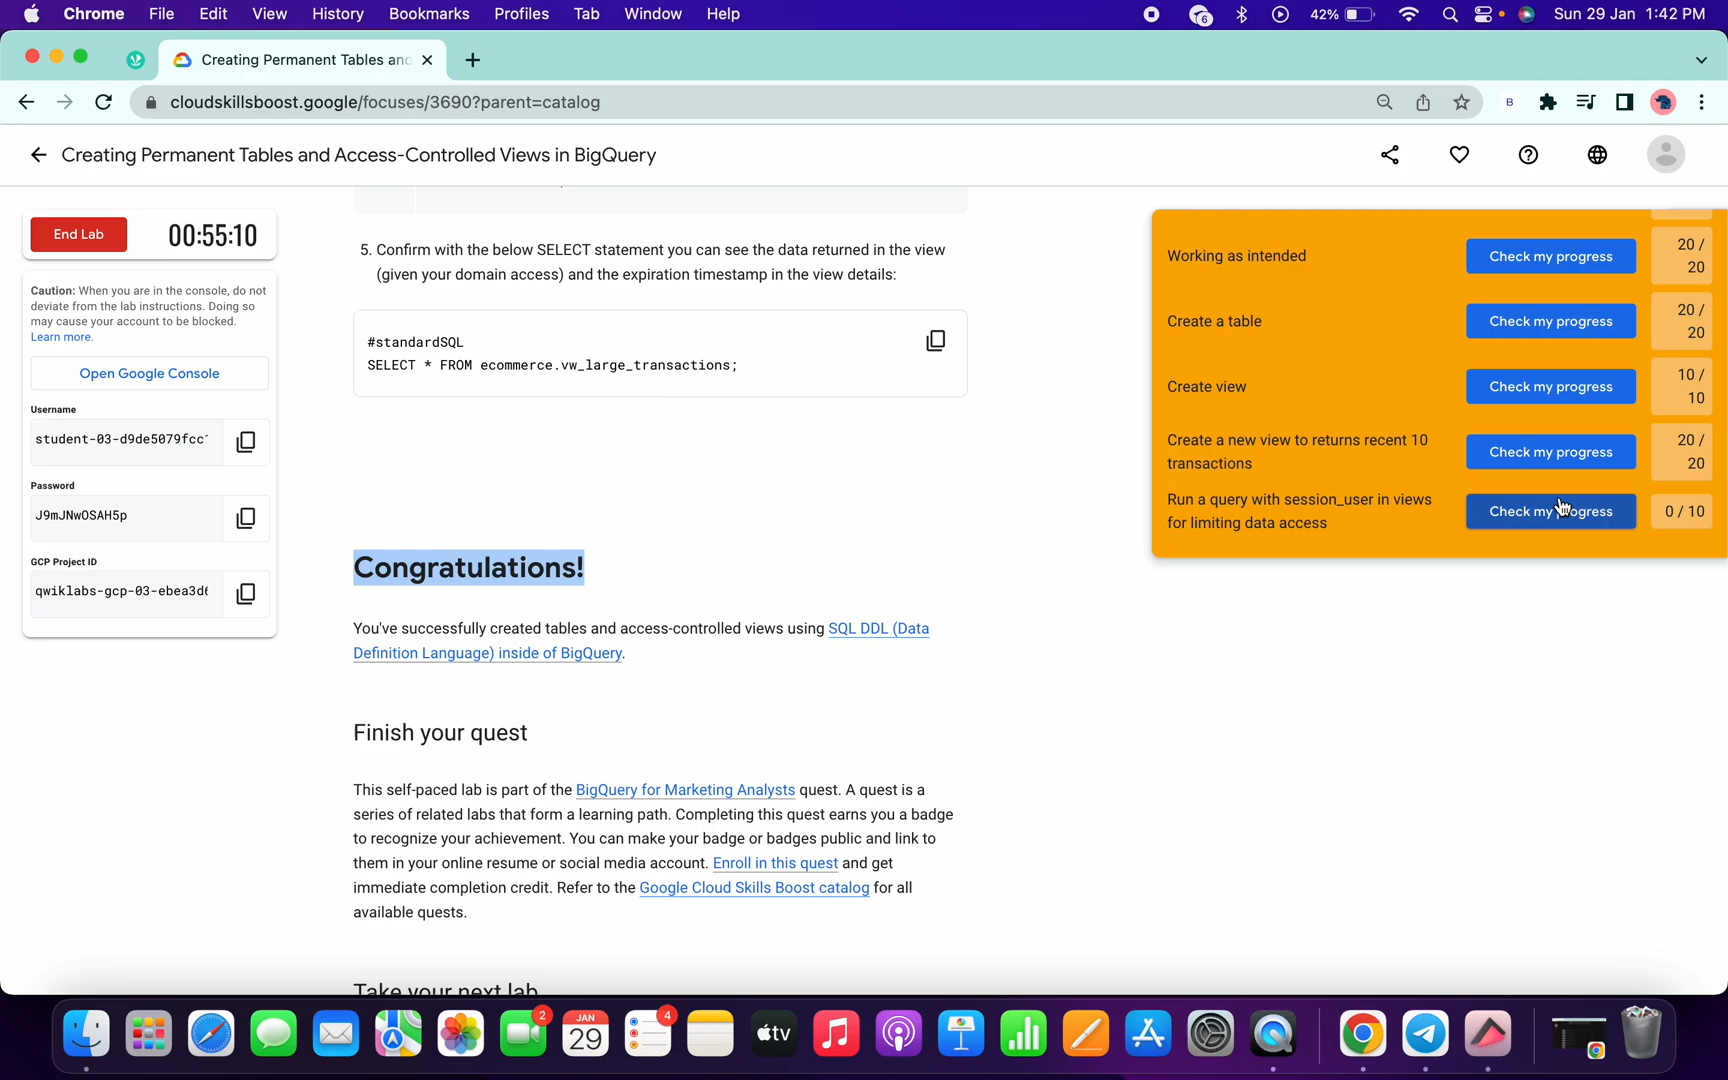 Chrome File Edit View History Bookmarks Profiles Tab Window Help
6
42%
Sun 29 Jan 1:42 PM
Creating Permanent Tables and
cloudskillsboost.google/focuses/3690?parent=catalog
B
Creating Permanent Tables and Access-Controlled Views in BigQuery
End Lab
00:55:10
Caution: When you are in the console, do not
deviate from the lab instructions. Doing so
may cause your account to be blocked.
Learn more.
Open Google Console
Username
student-03-d9de5079fcc
Password
J9mJNwOSAH5p
GCP Project ID
qwiklabs-gcp-03-ebea3d
5. Confirm with the below SELECT statement you can see the data returned in the view
(given your domain access) and the expiration timestamp in the view details:
#standardSQL
SELECT * FROM ecommerce.vw_large_transactions;
Congratulations!
You've successfully created tables and access-controlled views using SQL DDL (Data
Definition Language) inside of BigQuery.
Finish your quest
This self-paced lab is part of the BigQuery for Marketing Analysts quest. A quest is a
series of related labs that form a learning path. Completing this quest earns you a badge
to recognize your achievement. You can make your badge or badges public and link to
them in your online resume or social media account. Enroll in this quest and get
immediate completion credit. Refer to the Google Cloud Skills Boost catalog for all
available quests.
Take your next lab
Working as intended
Check my progress
20 /
20
Create a table
Check my progress
20 /
20
Create view
Check my progress
10 /
10
Create a new view to returns recent 10
transactions
Check my progress
20 /
20
Run a query with session_user in views
for limiting data access
Check my progress
0 / 10
2
JAN
29
4
tv